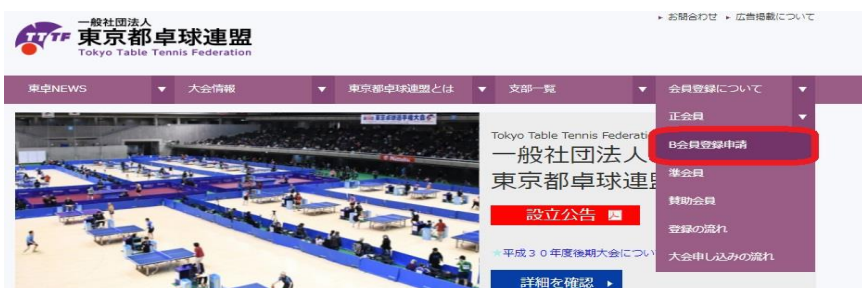 お問合わせ 広告掲載について
TTTF
一般社団法人
東京都卓球連盟
Tokyo Table Tennis Federation
東卓NEWS ▼ 大会情報 ▼ 東京都卓球連盟とは ▼ 支部一覧 ▼ 会員登録について ▼
正会員 ▼
B会員登録申請
準会員
賛助会員
登録の流れ
大会申し込みの流れ
Tokyo Table Tennis Federati
一般社団法人
東京都卓球連
設立公告
★平成30年度後期大会につい
詳細を確認